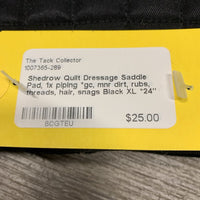 The Tack Collector
1007365-289
Shedrow Quilt Dressage Saddle
Pad, 1x piping *gc, mnr dirt, rubs,
threads, hair, snags Black XL *24"
SCGTEU
$25.00